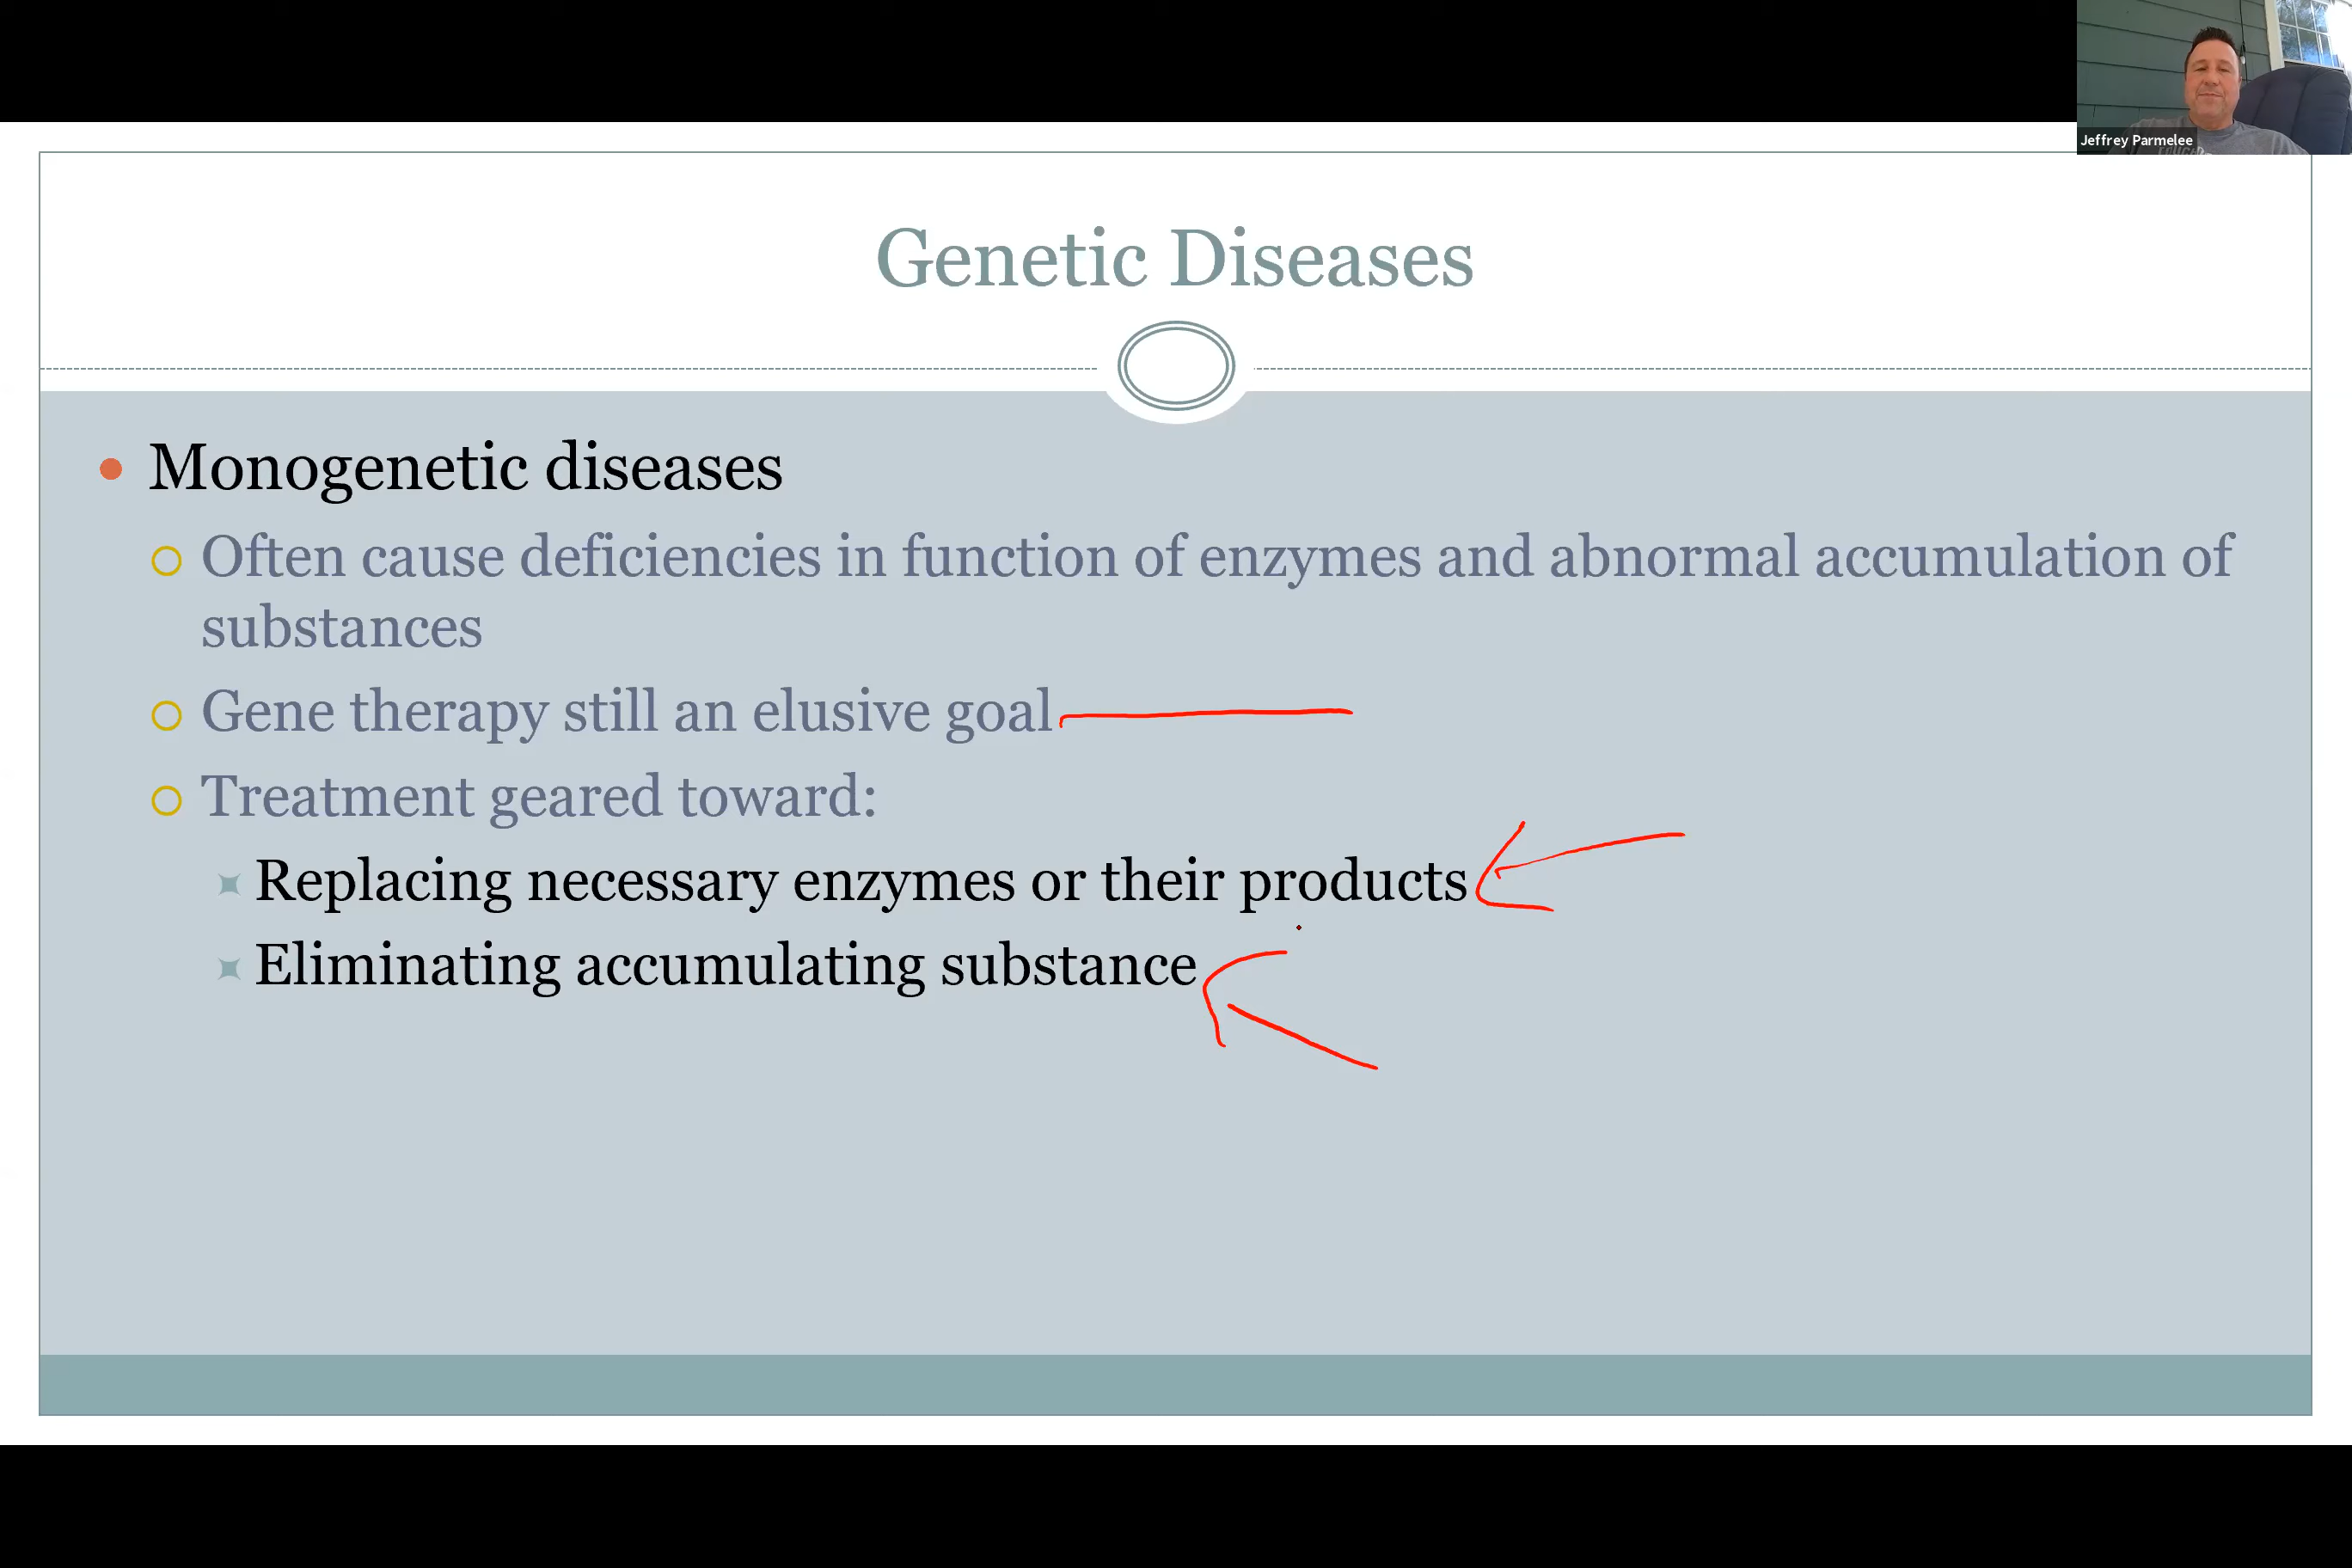 Jeffrey Parmelee
Genetic Diseases
Monogenetic diseases
Often cause deficiencies in function of enzymes and abnormal accumulation of
substances
Gene therapy still an elusive goal
Treatment geared toward:
Replacing necessary enzymes or their products
Eliminating accumulating substance